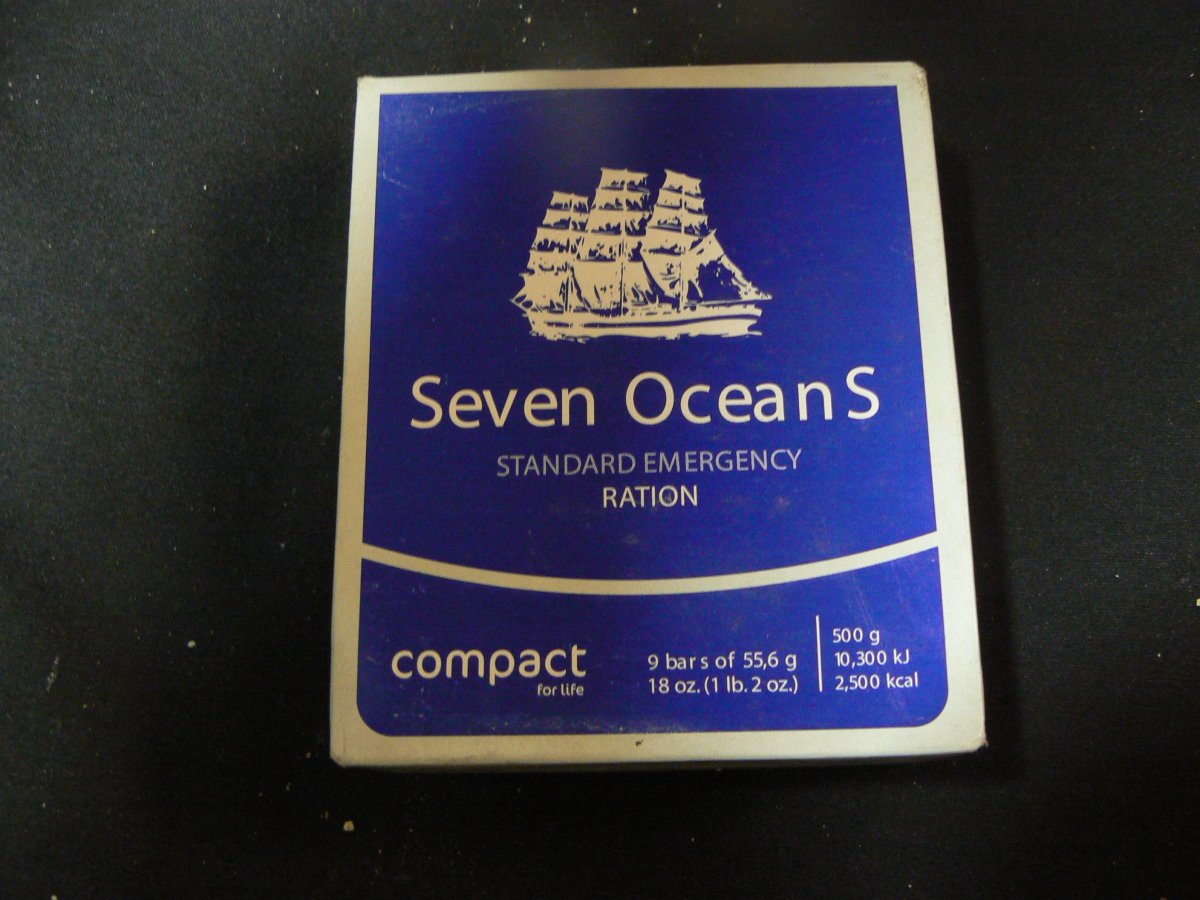 Seven OceanS
STANDARD EMERGENCY
RATION
compact
for life
9 bars of 55,6 g
18 oz. (1 lb. 2 oz.)
500 g
10,300 kJ
2,500 kcal